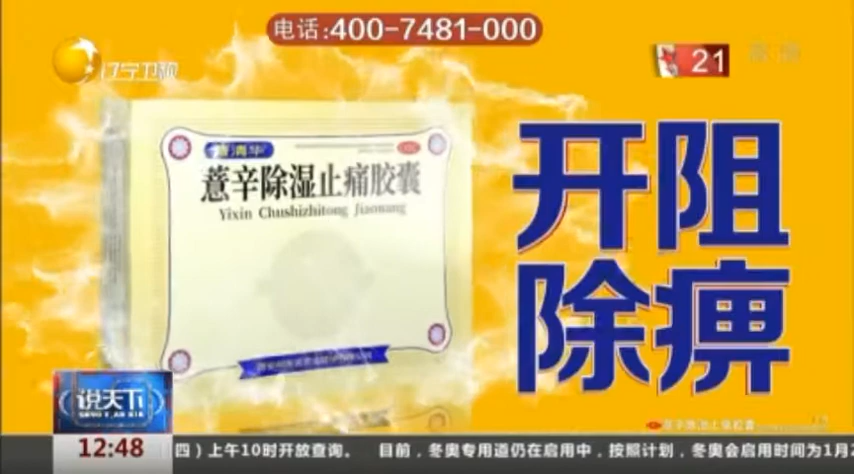 电话:400-7481-000
辽宁卫视
21
高清
开阻
除痹
薏辛除湿止痛胶囊
Yixin Chushizhitong Jiaonang
说天下
12:48
(四)上午10时开放查询。 目前,冬奥专用道仍在启用中,按照计划,冬奥会启用时间为1月2